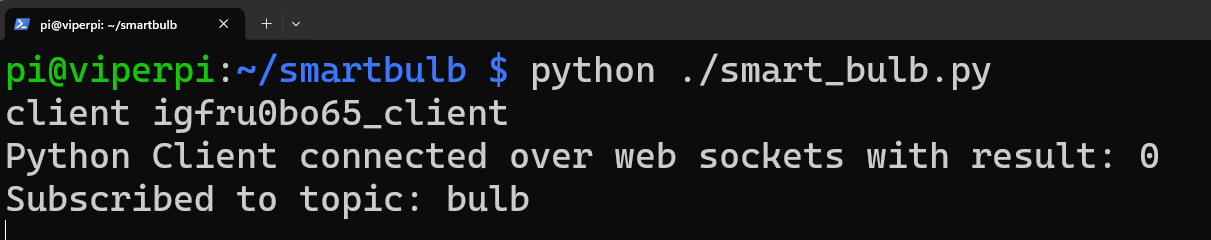 pi@viperpi: ~/smartbulb
pi@viperpi:~/smartbulb $ python ./smart_bulb.py
client igfru0bo65_client
Python Client connected over web sockets with result: 0
Subscribed to topic: bulb